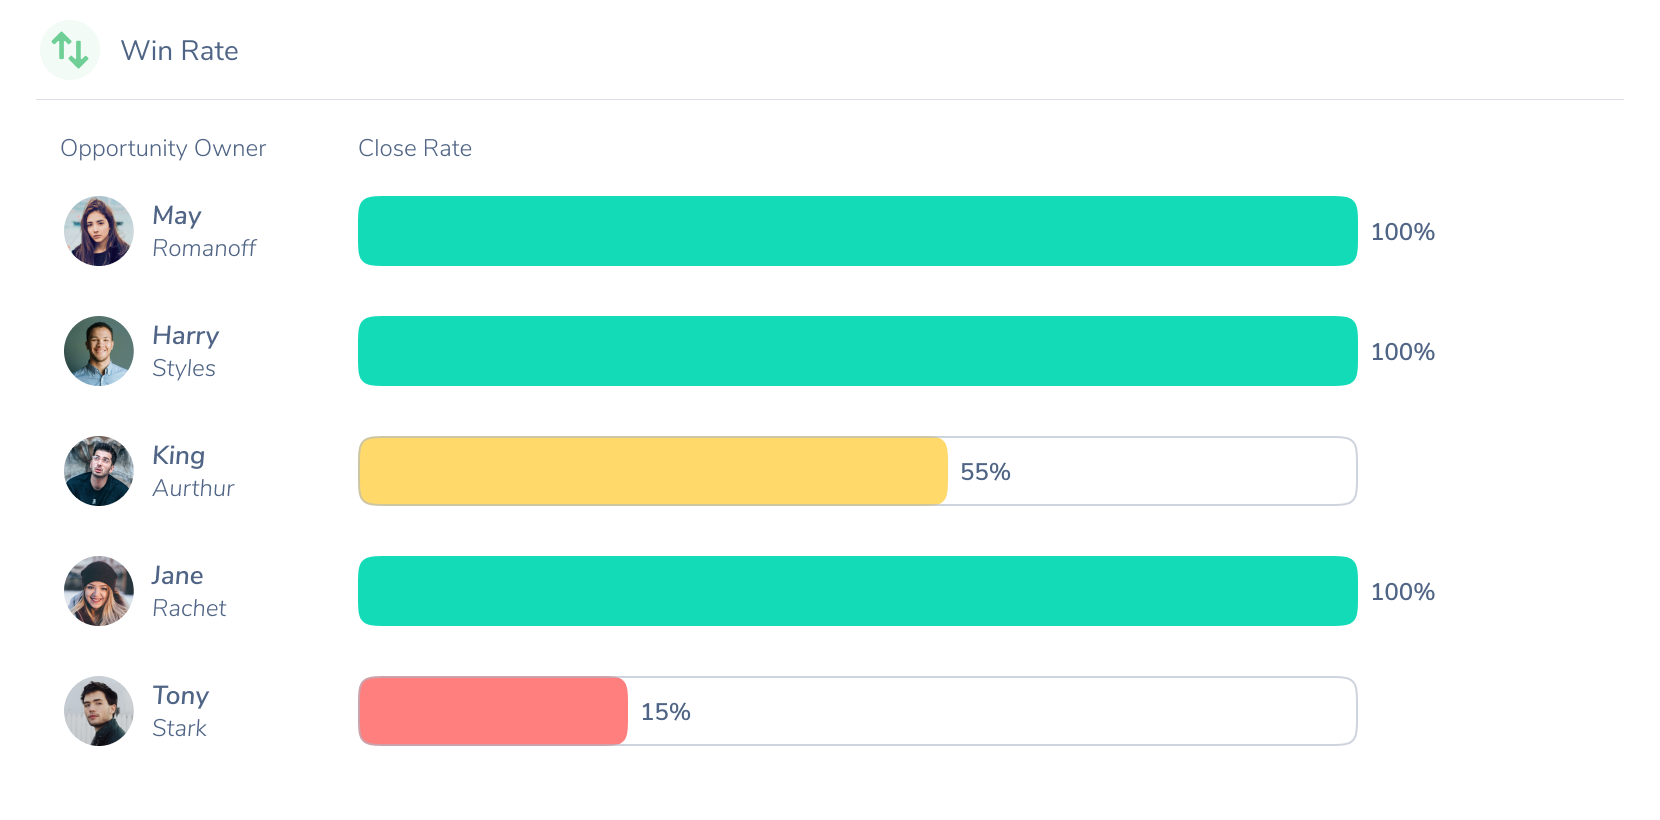 Win Rate
Opportunity Owner
Close Rate
May
Romanoff
100%
Harry
Styles
100%
King
Aurthur
55%
Jane
Rachet
100%
Tony
Stark
15%